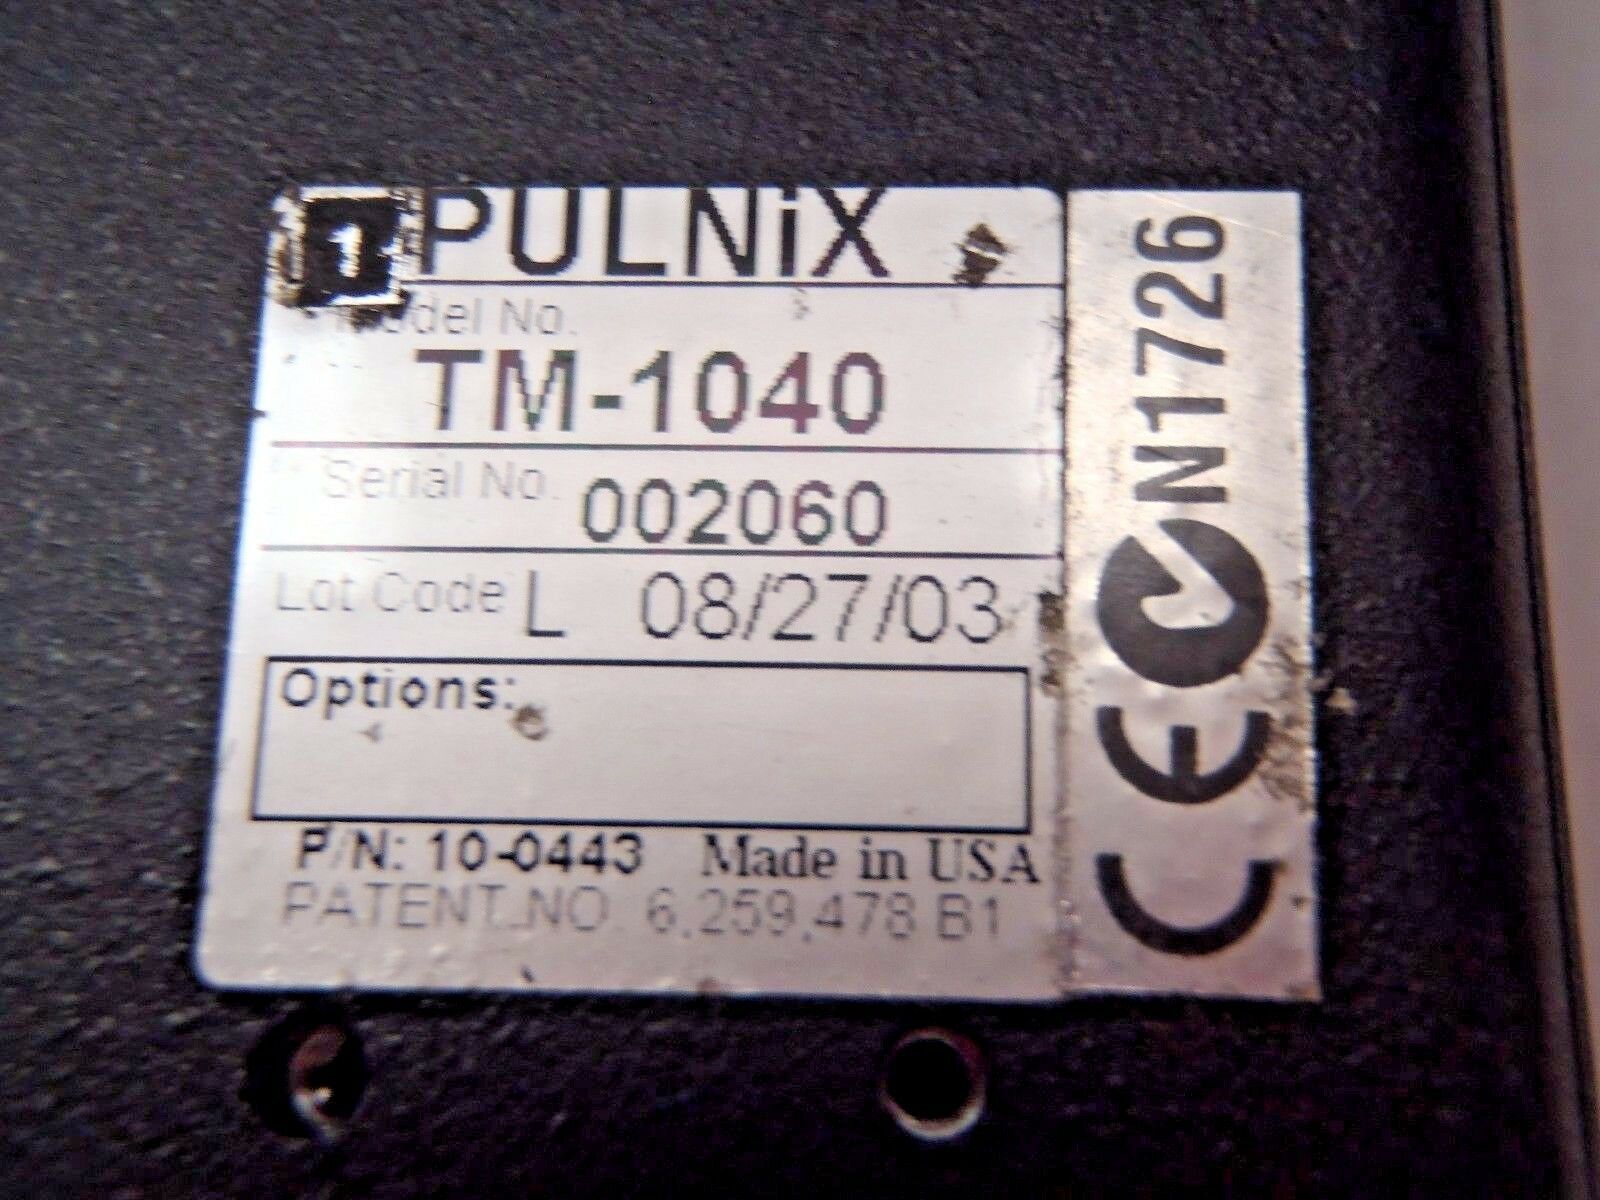 1 PULNiX
Model No.
TM-1040
Serial No. 002060
Lot Code L 08/27/03
Options:
P/N: 10-0443 Made in USA
PATENT NO. 6,259,478 B1
CE N1726